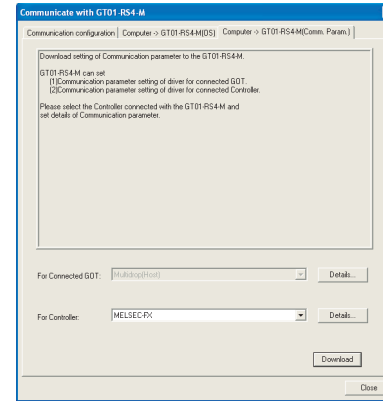 Communicate with GT01-RS4-M
Communication configuration | Computer -> GT01-RS4-M(OS) | Computer -> GT01-RS4-M(Comm. Param.)
Download setting of Communication parameter to the GT01-RS4-M.
GT01-RS4-M can set
(1)Communication parameter setting of driver for connected GOT.
(2)Communication parameter setting of driver for connected Controller.
Please select the Controller connected with the GT01-RS4-M and
set details of Communication parameter.
For Connected GOT: Multidrop(Host) Details...
For Controller: MELSEC-FX Details...
Download
Close